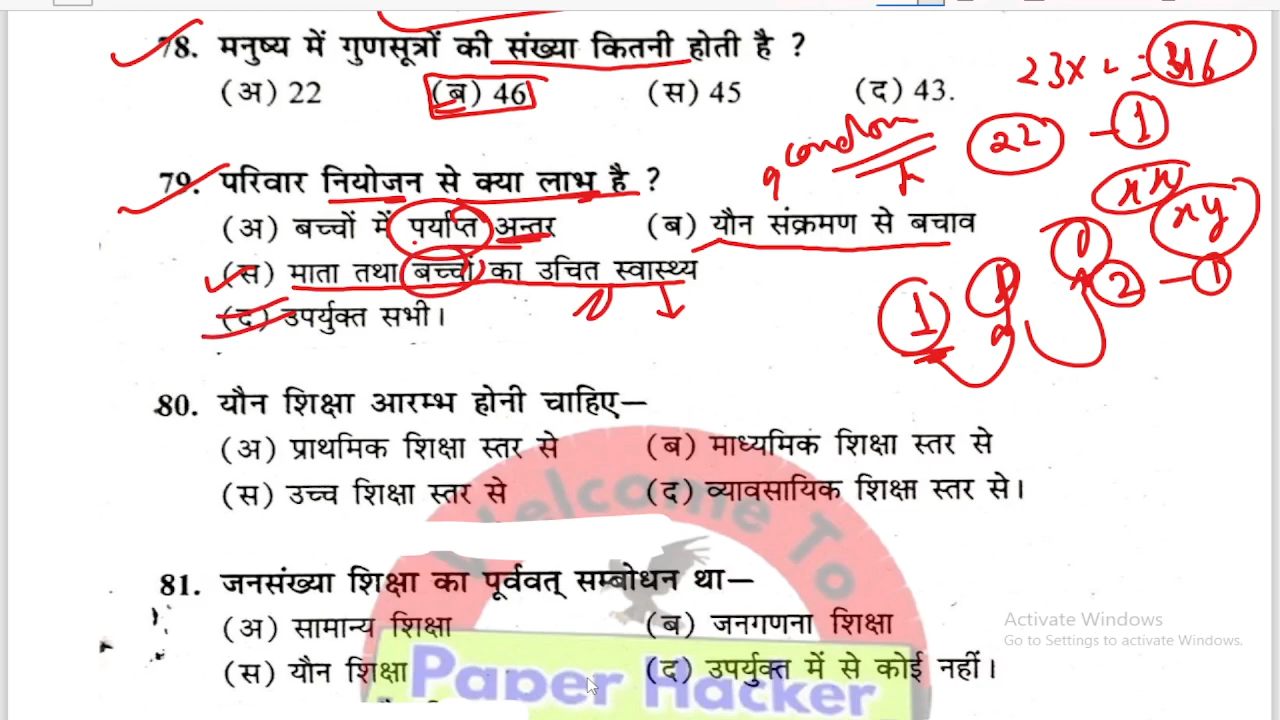 78. मनुष्य में गुणसूत्रों की संख्या कितनी होती है ?
(अ) 22 (ब) 46 (स) 45 (द) 43.
79. परिवार नियोजन से क्या लाभ है ?
(अ) बच्चों में पर्याप्त अन्तर (ब) यौन संक्रमण से बचाव
(स) माता तथा बच्चों का उचित स्वास्थ्य
(द) उपर्युक्त सभी।
22 - 1
xy
2 - 1
1
80. यौन शिक्षा आरम्भ होनी चाहिए—
(अ) प्राथमिक शिक्षा स्तर से (ब) माध्यमिक शिक्षा स्तर से
(स) उच्च शिक्षा स्तर से (द) व्यावसायिक शिक्षा स्तर से।
Welcome To
81. जनसंख्या शिक्षा का पूर्ववत् सम्बोधन था—
(अ) सामान्य शिक्षा (ब) जनगणना शिक्षा
(स) यौन शिक्षा (द) उपर्युक्त में से कोई नहीं।
Paper Hacker
Activate Windows
Go to Settings to activate Windows.